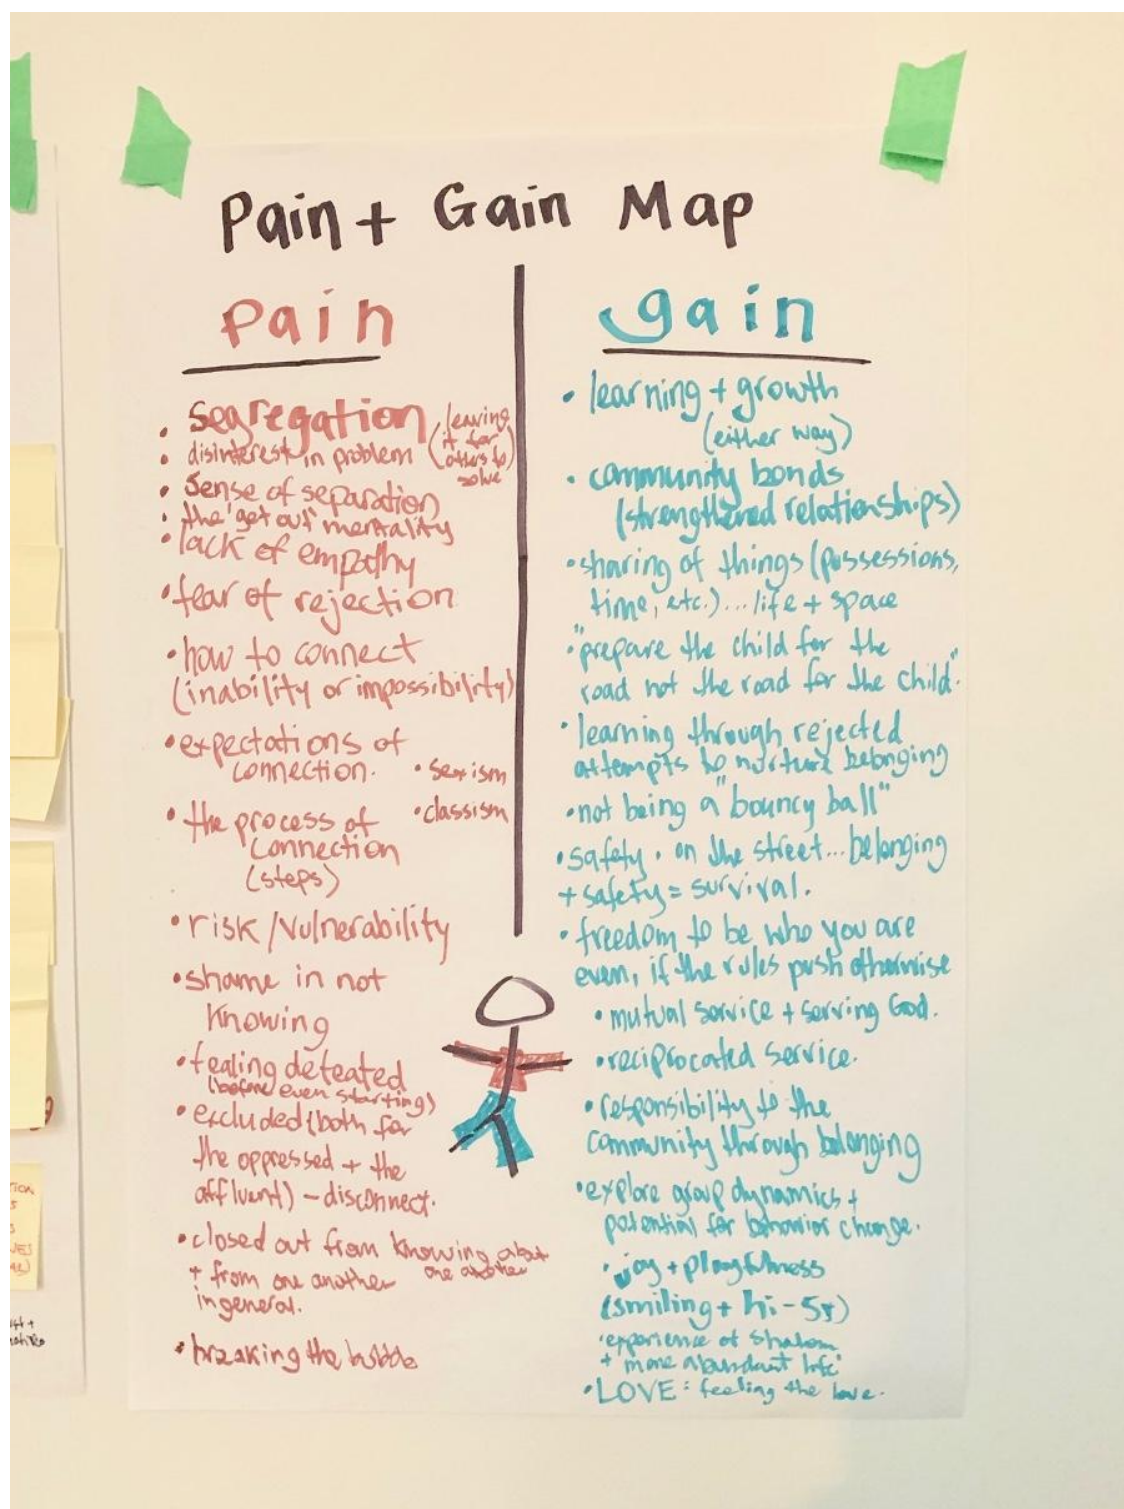 Pain + Gain Map
pain
• segregation
• disinterest in problem (leaving
it for
others to)
solve
• sense of separation
• the 'get out' mentality
• lack of empathy
• fear of rejection
• how to connect
(inability or impossibility)
• expectations of
connection.
• sexism
• classism
• the process of
connection
(steps)
• risk/vulnerability
• shame in not
knowing
• feeling defeated
(before even starting)
• excluded (both for
the oppressed + the
affluent) – disconnect.
• closed out from knowing about
one another
+ from one another
in general.
• breaking the bubble
gain
• learning + growth
(either way)
• community bonds
(strengthened relationships)
• sharing of things (possessions,
time, etc.)... life + space
• "prepare the child for the
road not the road for the child".
• learning through rejected
attempts to nurture belonging
• not being a "bouncy ball"
• safety • on the street... belonging
+ safety = survival.
• freedom to be who you are
even, if the rules push otherwise
• mutual service + serving God.
• reciprocated service.
• responsibility to the
community through belonging
• explore group dynamics +
potential for behavior change.
• joy + playfulness
(smiling + hi-5s)
• experience of shalom
+ "more abundant life"
• LOVE: feeling the love.